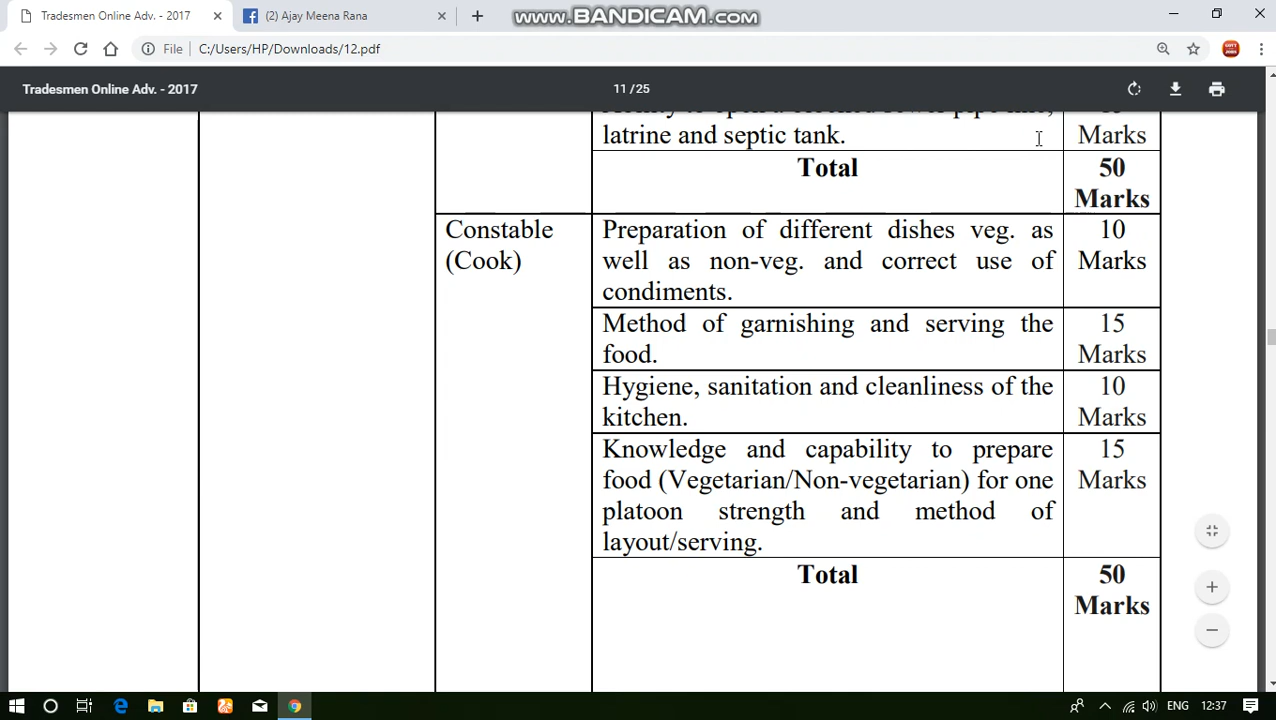 Tradesmen Online Adv. - 2017
(2) Ajay Meena Rana
www.BANDICAM.com
File
C:/Users/HP/Downloads/12.pdf
Tradesmen Online Adv. - 2017
11 / 25
latrine and septic tank.
Marks
Total
50
Marks
Constable
(Cook)
Preparation of different dishes veg. as
well as non-veg. and correct use of
condiments.
10
Marks
Method of garnishing and serving the
food.
15
Marks
Hygiene, sanitation and cleanliness of the
kitchen.
10
Marks
Knowledge and capability to prepare
food (Vegetarian/Non-vegetarian) for one
platoon strength and method of
layout/serving.
15
Marks
Total
50
Marks
ENG
12:37